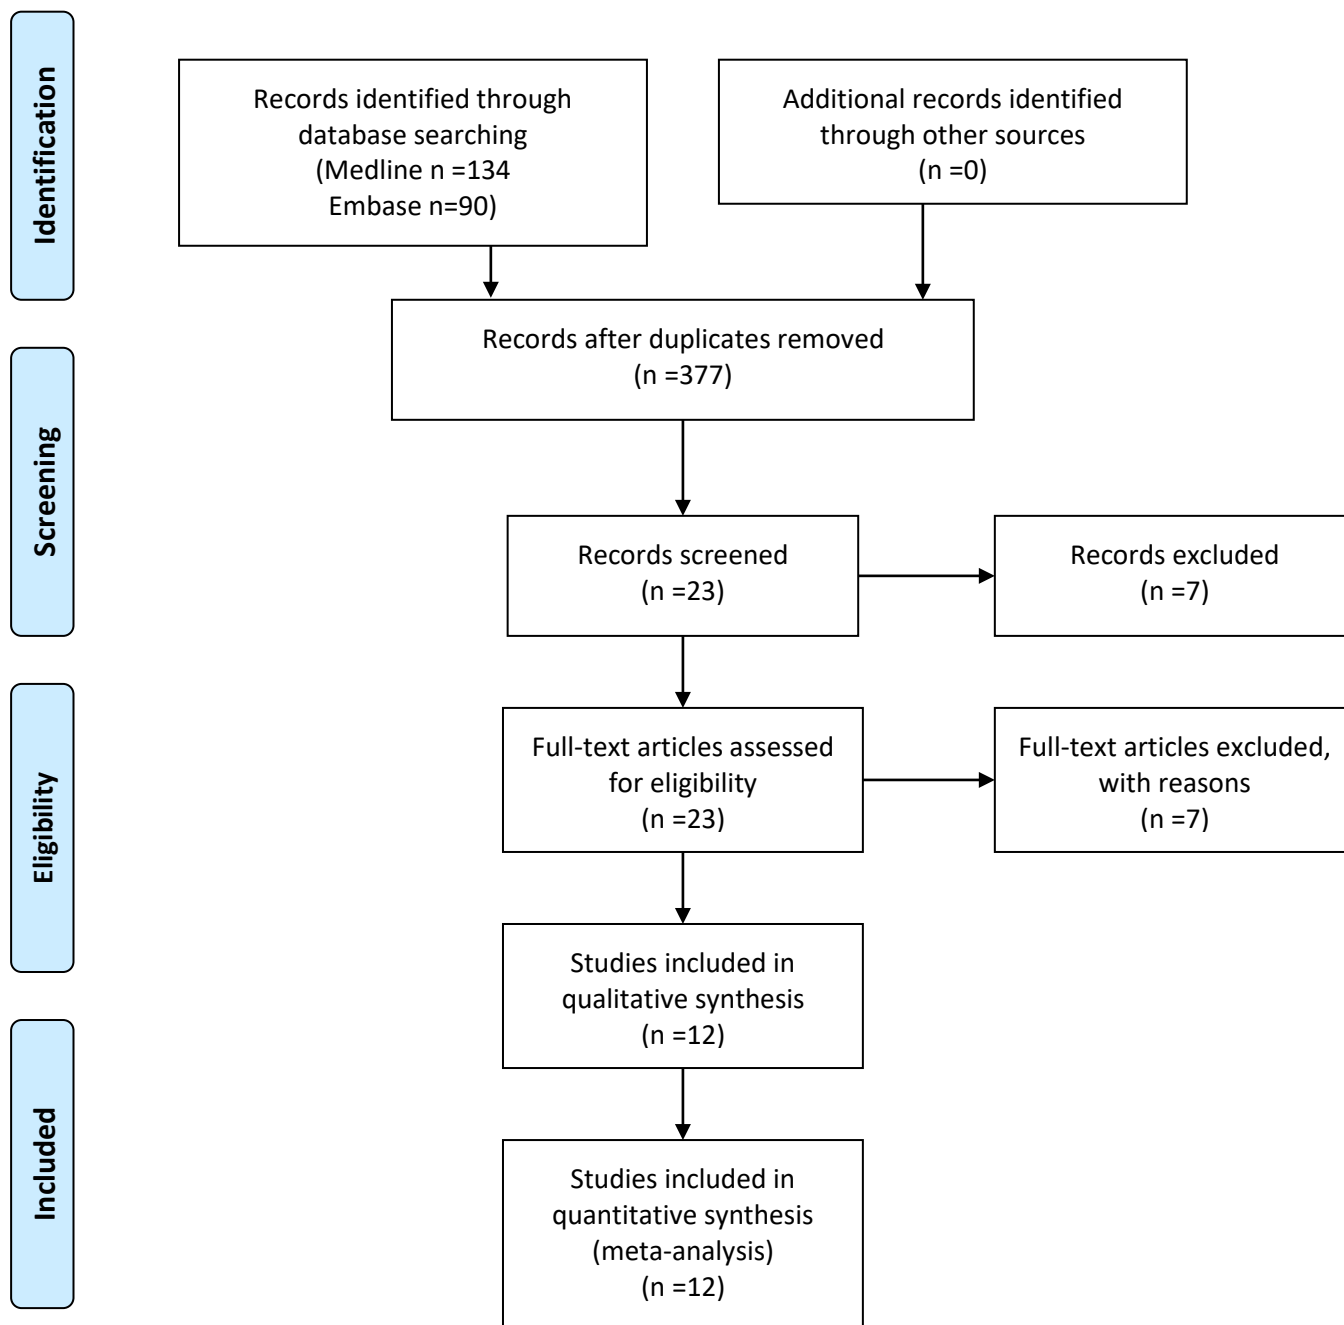 Identification
Records identified through
database searching
(Medline n =134
Embase n=90)
Additional records identified
through other sources
(n =0)
Records after duplicates removed
(n =377)
Screening
Records screened
(n =23)
Records excluded
(n =7)
Eligibility
Full-text articles assessed
for eligibility
(n =23)
Full-text articles excluded,
with reasons
(n =7)
Studies included in
qualitative synthesis
(n =12)
Included
Studies included in
quantitative synthesis
(meta-analysis)
(n =12)